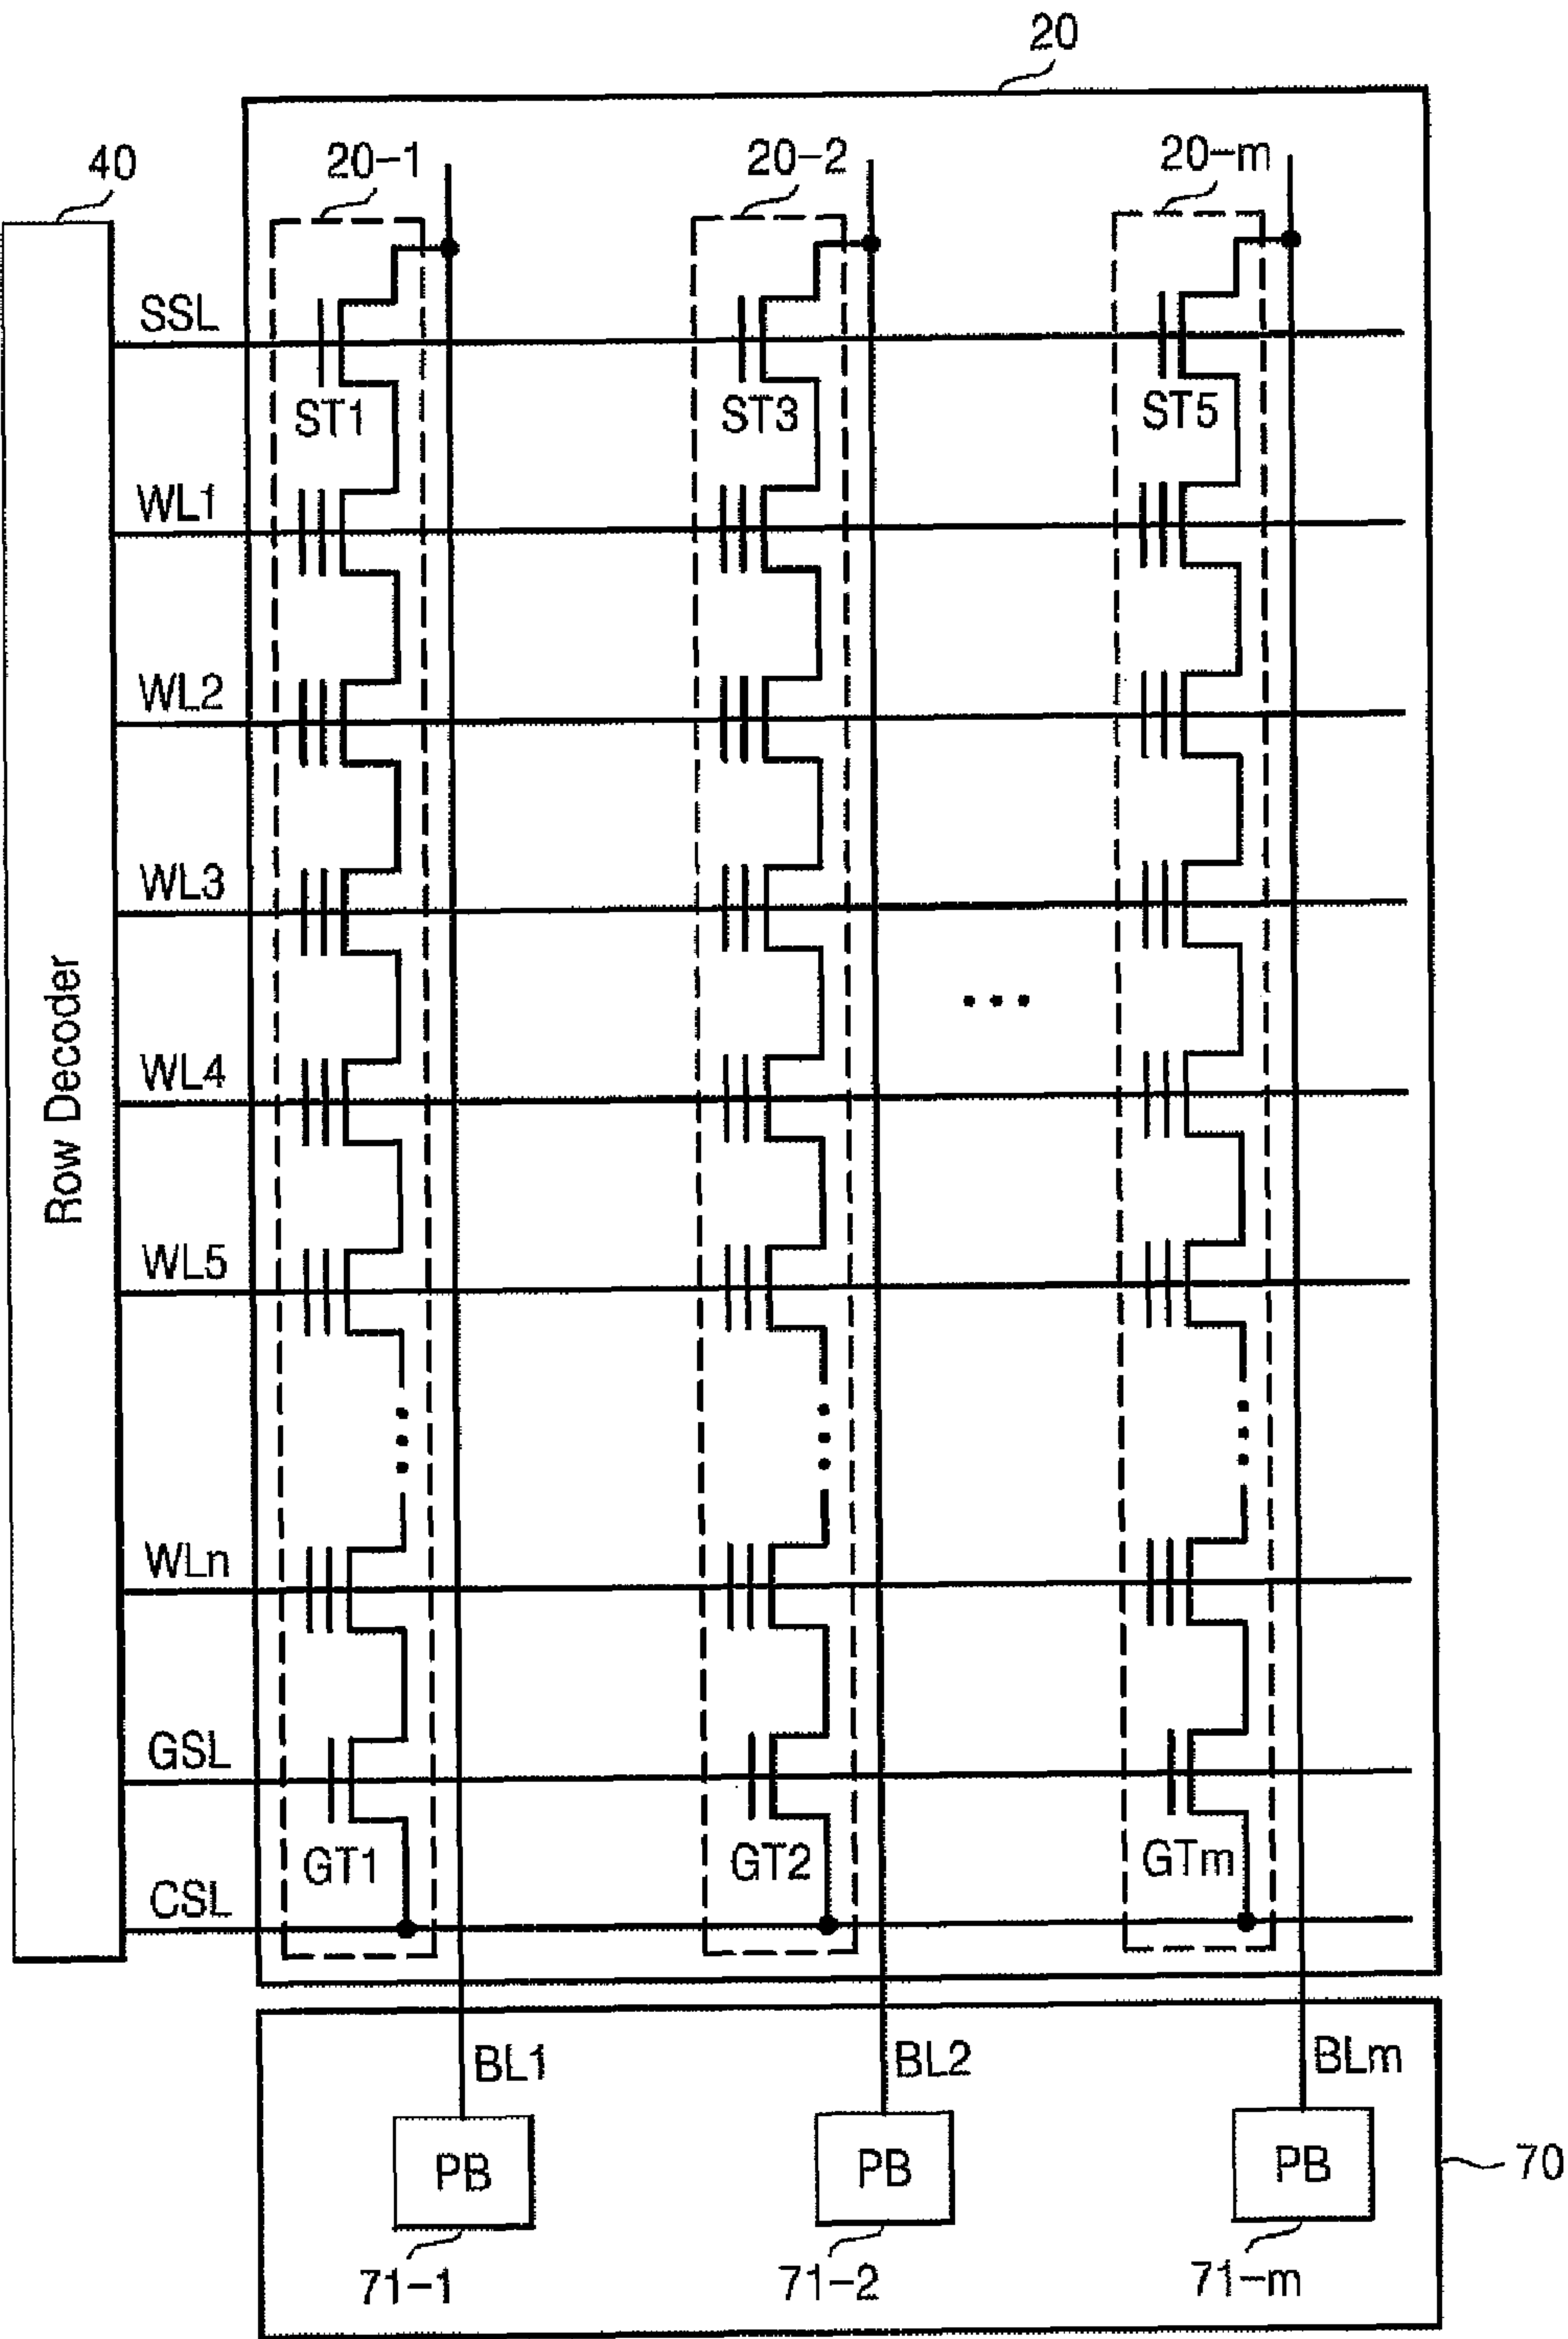 20
40
20-1
20-2
20-m
SSL
ST1
ST3
ST5
WL1
WL2
WL3
WL4
WL5
Row Decoder
WLn
GSL
GT1
GT2
GTm
CSL
BL1
BL2
BLm
PB
PB
PB
70
71-1
71-2
71-m